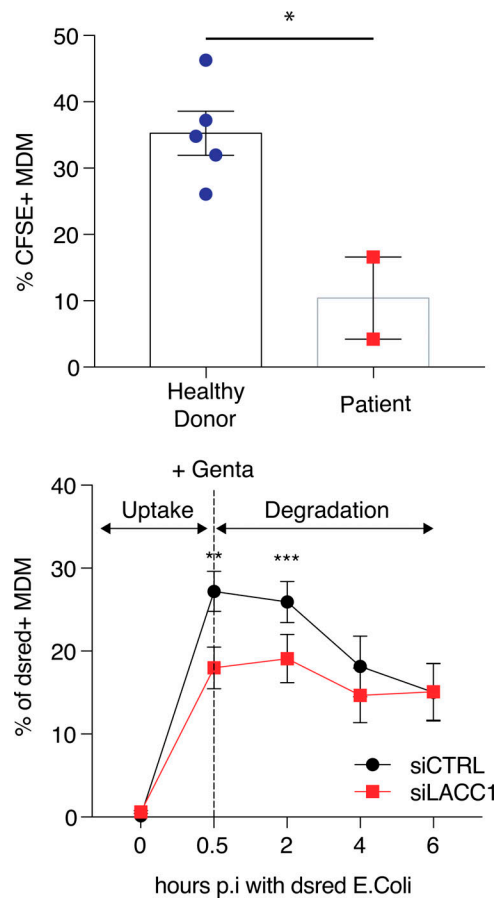 *
50
40
30
20
10
0
% CFSE+ MDM
Healthy
Donor
Patient
+ Genta
40
Uptake
Degradation
**
***
30
20
10
0
% of dsred+ MDM
siCTRL
siLACC1
0
0.5
2
4
6
hours p.i with dsred E.Coli